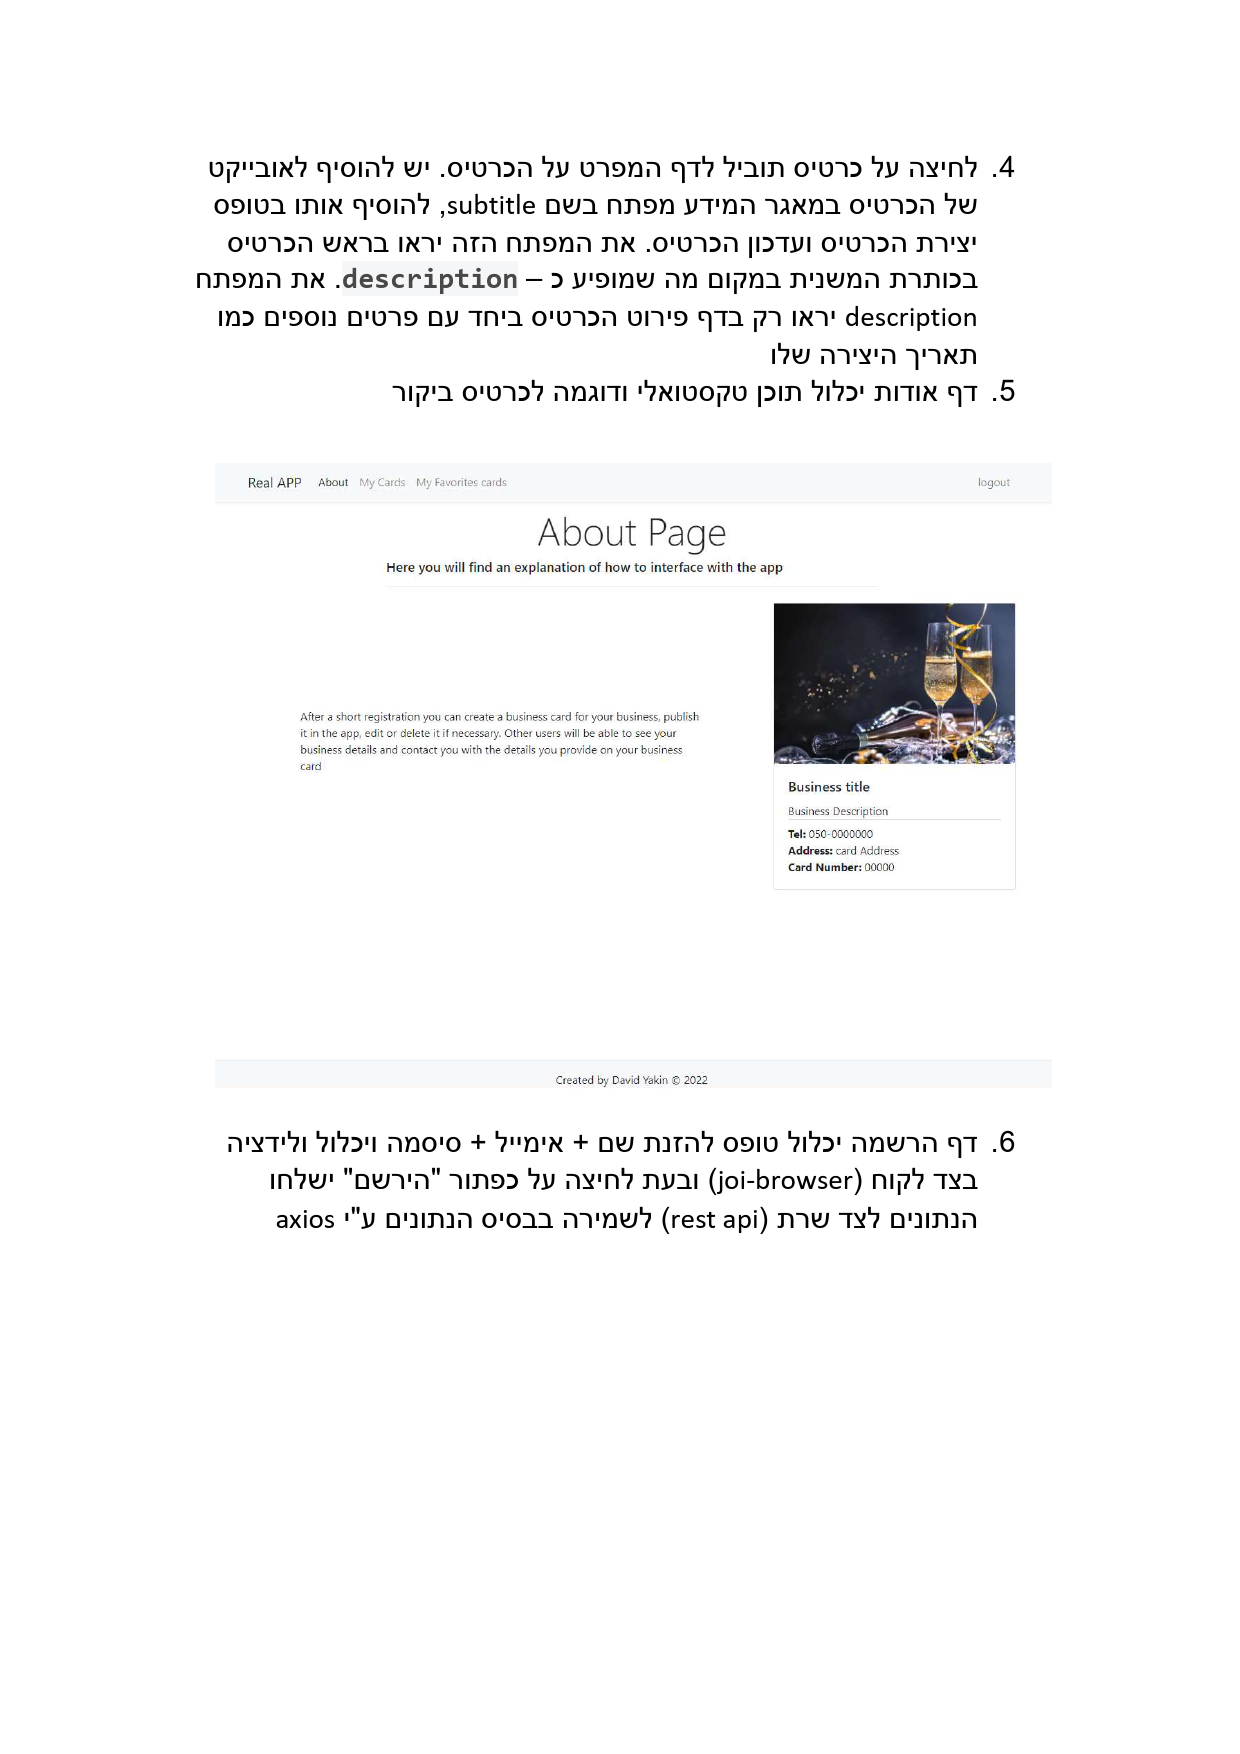 4. לחיצה על כרטיס תוביל לדף המפרט על הכרטיס. יש להוסיף לאובייקט
של הכרטיס במאגר המידע מפתח בשם subtitle, להוסיף אותו בטופס
יצירת הכרטיס ועדכון הכרטיס. את המפתח הזה יראו בראש הכרטיס
בכותרת המשנית במקום מה שמופיע כ – description. את המפתח
description יראו רק בדף פירוט הכרטיס ביחד עם פרטים נוספים כמו
תאריך היצירה שלו
5. דף אודות יכלול תוכן טקסטואלי ודוגמה לכרטיס ביקור
Real APP About My Cards My Favorites cards logout
About Page
Here you will find an explanation of how to interface with the app
After a short registration you can create a business card for your business, publish
it in the app, edit or delete it if necessary. Other users will be able to see your
business details and contact you with the details you provide on your business
card
Business title
Business Description
Tel: 050-0000000
Address: card Address
Card Number: 00000
Created by David Yakin © 2022
6. דף הרשמה יכלול טופס להזנת שם + אימייל + סיסמה ויכלול ולידציה
בצד לקוח (joi-browser) ובעת לחיצה על כפתור "הירשם" ישלחו
הנתונים לצד שרת (rest api) לשמירה בבסיס הנתונים ע"י axios